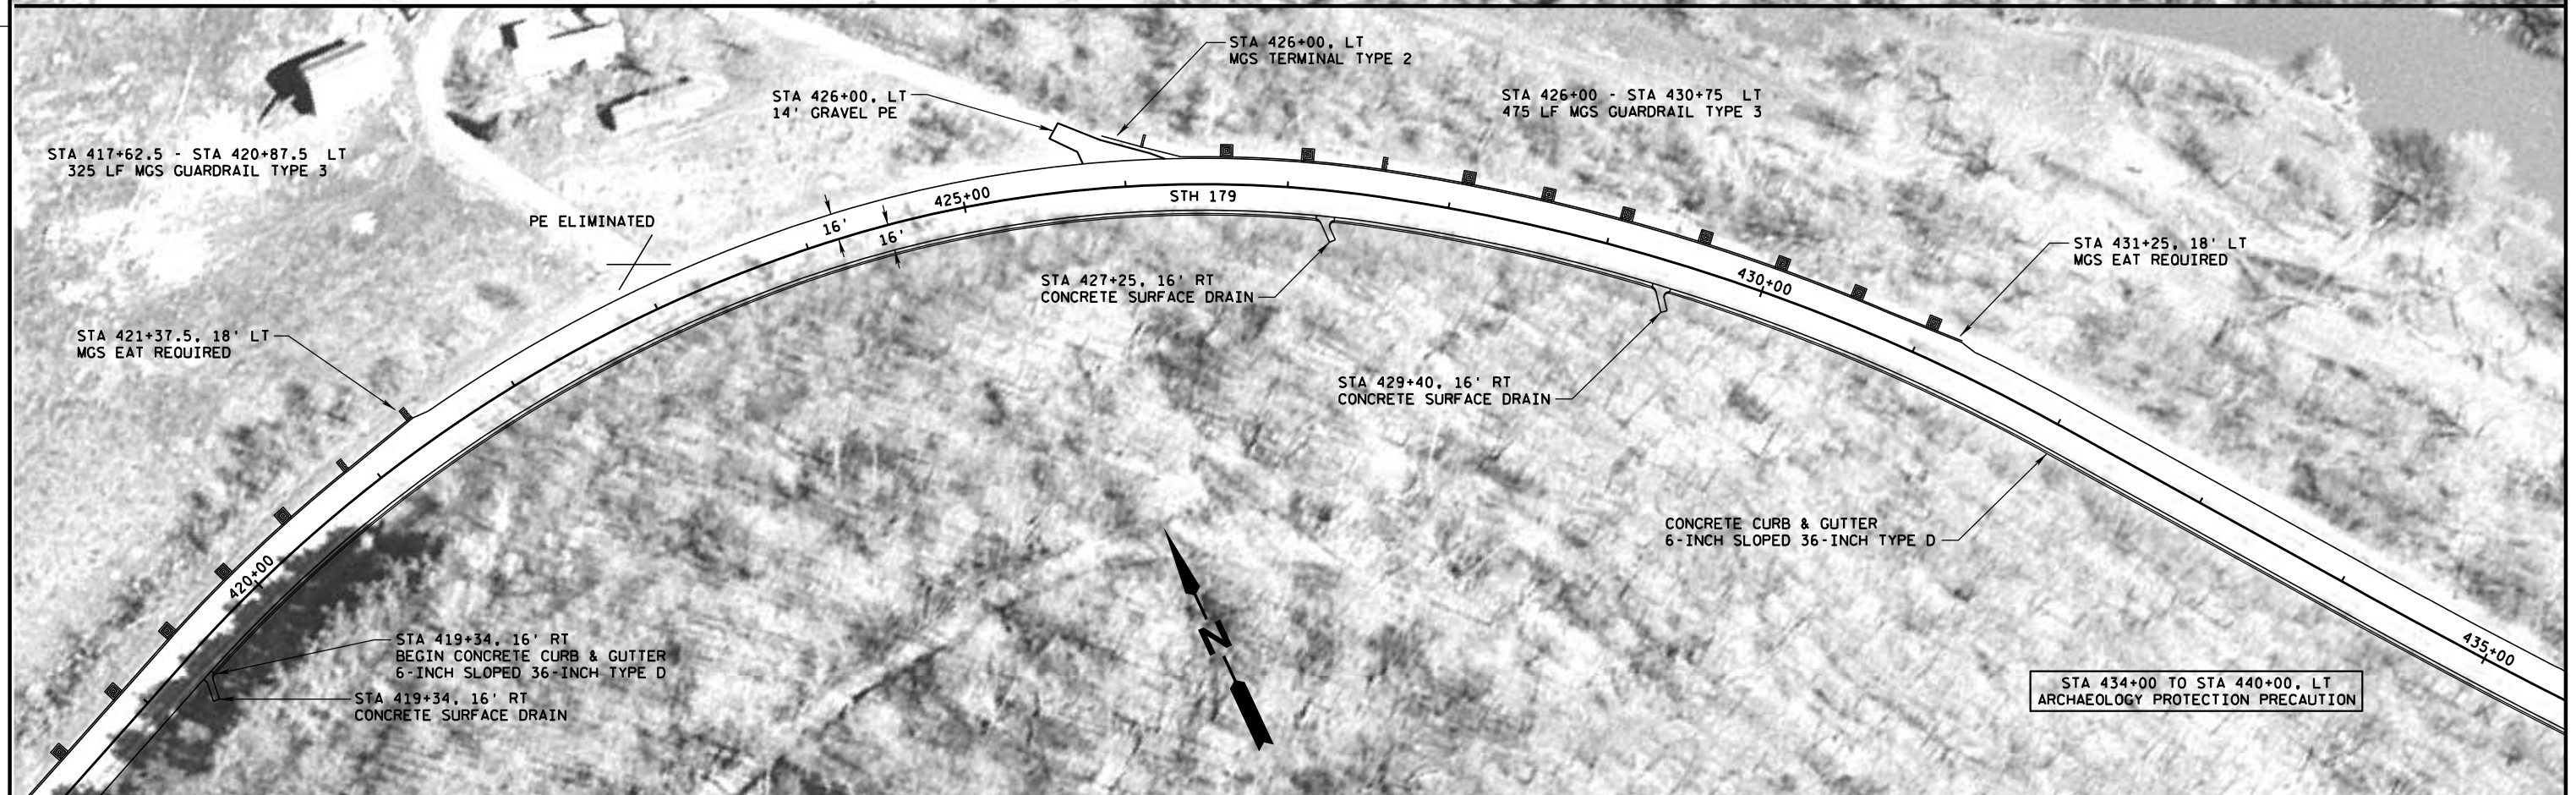 STA 426+00, LT
MGS TERMINAL TYPE 2
STA 426+00, LT
14' GRAVEL PE
STA 426+00 - STA 430+75 LT
475 LF MGS GUARDRAIL TYPE 3
STA 417+62.5 - STA 420+87.5 LT
325 LF MGS GUARDRAIL TYPE 3
PE ELIMINATED
16'
16'
425+00
STH 179
STA 431+25, 18' LT
MGS EAT REQUIRED
STA 427+25, 16' RT
CONCRETE SURFACE DRAIN
430+00
STA 421+37.5, 18' LT
MGS EAT REQUIRED
STA 429+40, 16' RT
CONCRETE SURFACE DRAIN
CONCRETE CURB & GUTTER
6-INCH SLOPED 36-INCH TYPE D
420+00
N
STA 419+34, 16' RT
BEGIN CONCRETE CURB & GUTTER
6-INCH SLOPED 36-INCH TYPE D
STA 419+34, 16' RT
CONCRETE SURFACE DRAIN
435+00
STA 434+00 TO STA 440+00, LT
ARCHAEOLOGY PROTECTION PRECAUTION